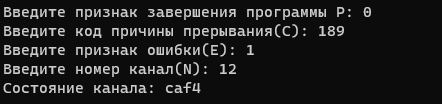 Введите признак завершения программы P: 0
Введите код причины прерывания(C): 189
Введите признак ошибки(E): 1
Введите номер канал(N): 12
Состояние канала: caf4